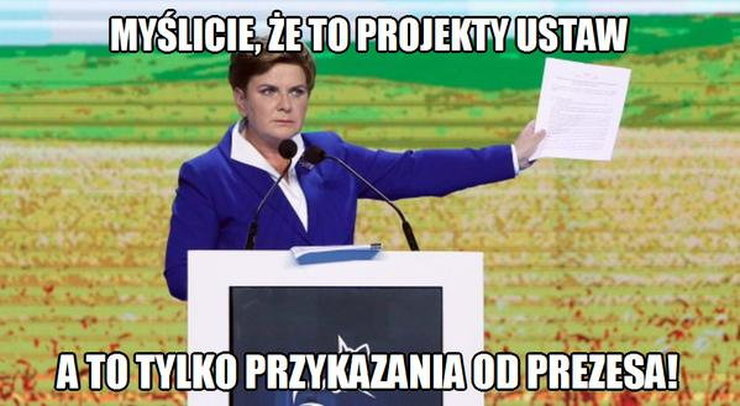 MYŚLICIE, ŻE TO PROJEKTY USTAW
A TO TYLKO PRZYKAZANIA OD PREZESA!